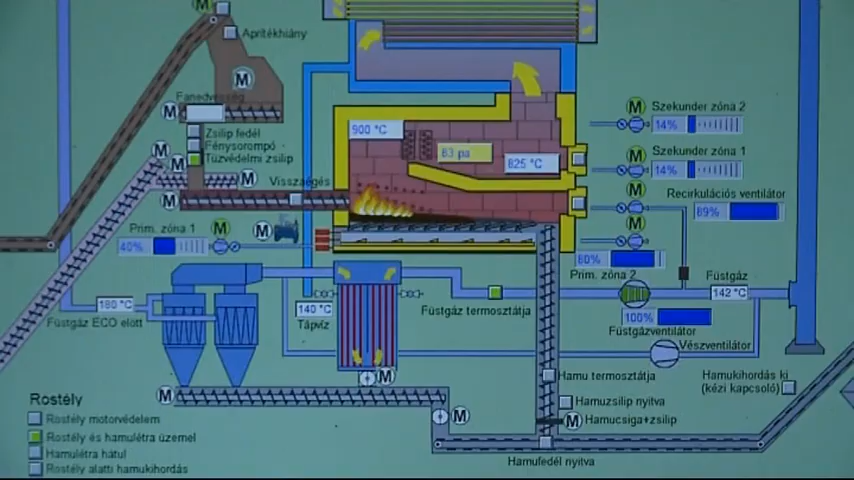 M
Aprítékhiány
M
Fanedvesség
M
Zsilip fedél
Fénysorompó
Tűzvédelmi zsilip
M
M
M
M
Visszaégés
900 °C
83 pa
825 °C
M
Szekunder zóna 2
14%
M
Szekunder zóna 1
14%
M
Recirkulációs ventilátor
89%
M
Prim. zóna 1
40%
M
M
80%
Prim. zóna 2
Füstgáz
142 °C
180 °C
Füstgáz ECO előtt
140 °C
Tápvíz
Füstgáz termosztátja
100%
Füstgázventilátor
Vészventilátor
M
M
Hamu termosztátja
Hamukihordás ki
(kézi kapcsoló)
Hamuzsilip nyitva
M
M
Hamucsiga+zsilip
Hamufedél nyitva
Rostély
Rostély motorvédelem
Rostély és hamulétra üzemel
Hamulétra hátul
Rostély alatti hamukihordás